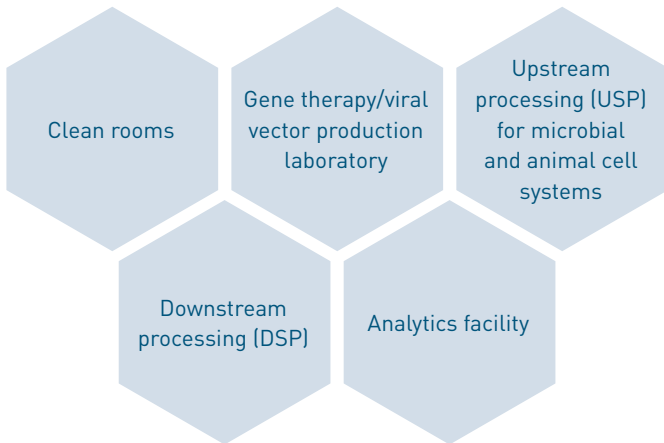 Clean rooms
Gene therapy/viral
vector production
laboratory
Upstream
processing (USP)
for microbial
and animal cell
systems
Downstream
processing (DSP)
Analytics facility